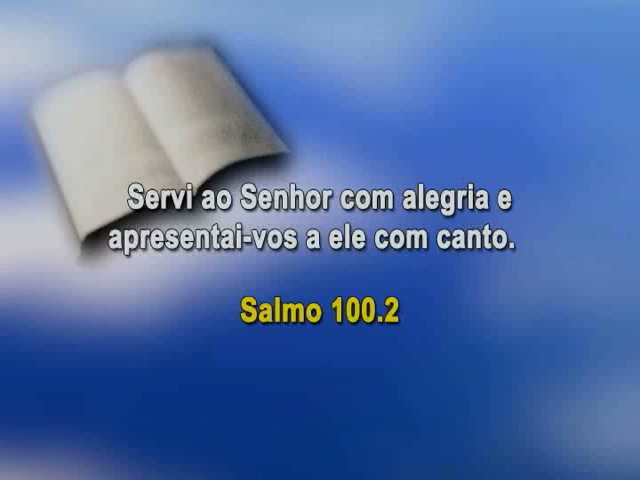 Servi ao Senhor com alegria e
apresentai-vos a ele com canto.
Salmo 100.2